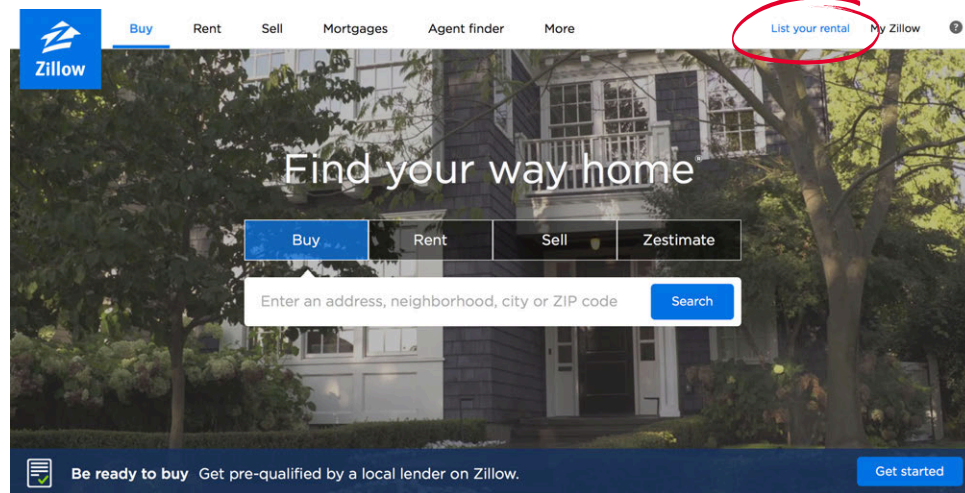 Buy Rent Sell Mortgages Agent finder More List your rental My Zillow ?
Zillow
Find your way home®
Buy Rent Sell Zestimate
Enter an address, neighborhood, city or ZIP code Search
Be ready to buy Get pre-qualified by a local lender on Zillow. Get started